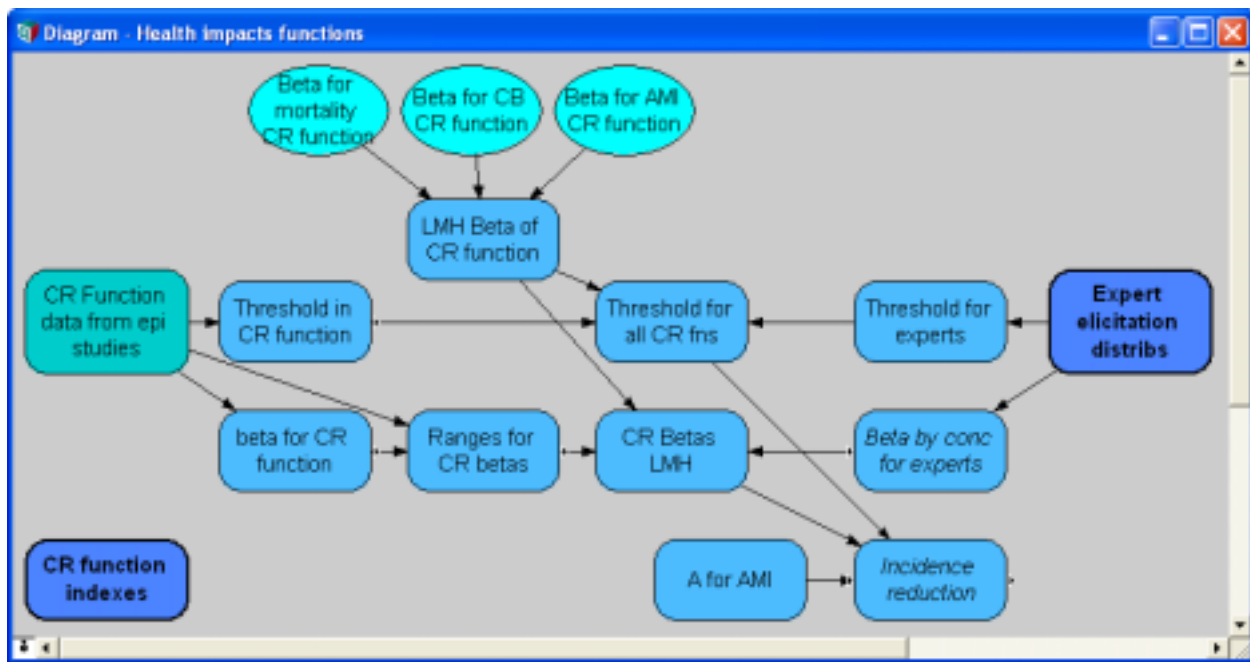 Diagram - Health impacts functions
Beta for
mortality
CR function
Beta for CB
CR function
Beta for AMI
CR function
LMH Beta of
CR function
CR Function
data from epi
studies
Threshold in
CR function
Threshold for
all CR fns
Threshold for
experts
Expert
elicitation
distribs
beta for CR
function
Ranges for
CR betas
CR Betas
LMH
Beta by conc
for experts
CR function
indexes
A for AMI
Incidence
reduction